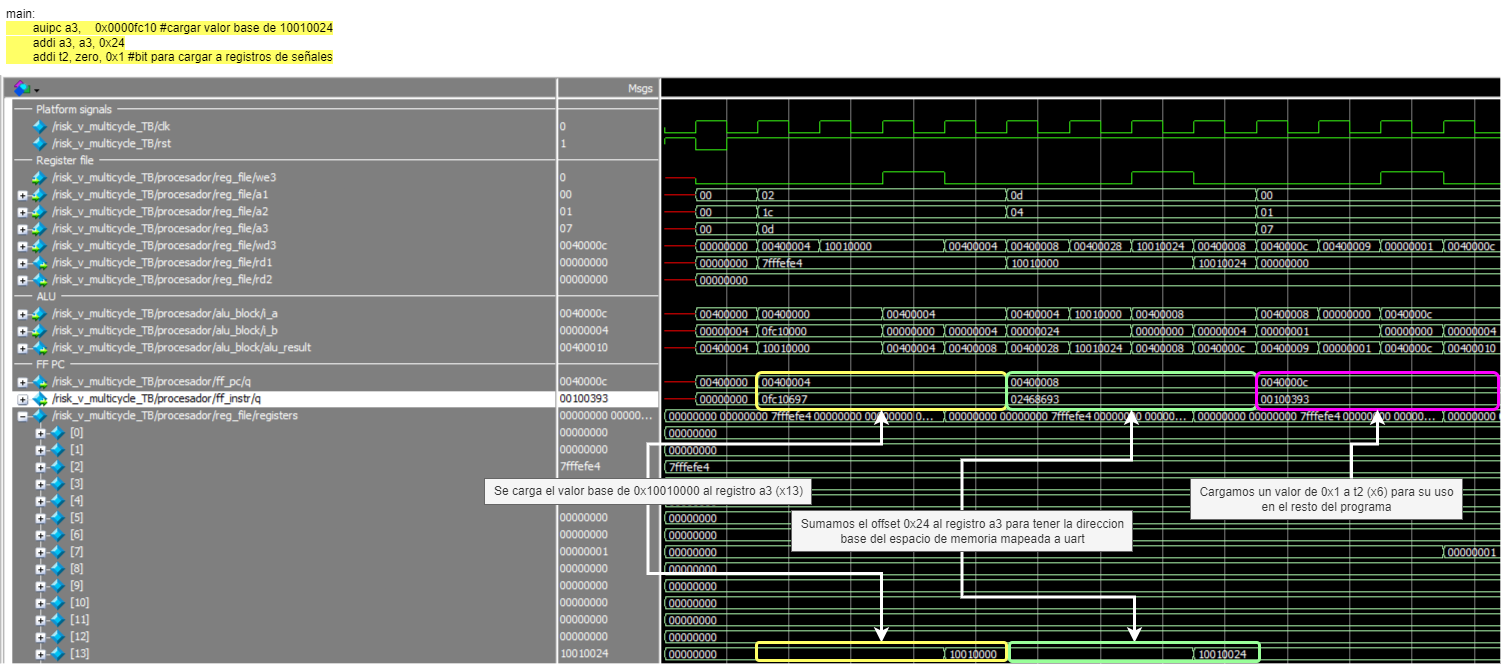 main:
auipc a3, 0x0000fc10 #cargar valor base de 10010024
addi a3, a3, 0x24
addi t2, zero, 0x1 #bit para cargar a registros de señales
Msgs
Platform signals
/risk_v_multicycle_TB/clk 0
/risk_v_multicycle_TB/rst 1
Register file
/risk_v_multicycle_TB/procesador/reg_file/we3 0
/risk_v_multicycle_TB/procesador/reg_file/a1 00 00 02 0d 00
/risk_v_multicycle_TB/procesador/reg_file/a2 01 00 1c 04 01
/risk_v_multicycle_TB/procesador/reg_file/a3 07 00 0d 07
/risk_v_multicycle_TB/procesador/reg_file/wd3 0040000c 00000000 00400004 10010000 00400004 00400008 00400028 10010024 00400008 0040000c 00400009 00000001 0040000c
/risk_v_multicycle_TB/procesador/reg_file/rd1 00000000 00000000 7fffefe4 10010000 10010024 00000000
/risk_v_multicycle_TB/procesador/reg_file/rd2 00000000 00000000
ALU
/risk_v_multicycle_TB/procesador/alu_block/i_a 0040000c 00400000 00400000 00400004 00400004 10010000 00400008 00400008 00000000 0040000c
/risk_v_multicycle_TB/procesador/alu_block/i_b 00000004 00000004 0fc10000 00000000 00000004 00000024 00000000 00000004 00000001 00000000 00000004
/risk_v_multicycle_TB/procesador/alu_block/alu_result 00400010 00400004 10010000 00400004 00400008 00400028 10010024 00400008 0040000c 00400009 00000001 0040000c 00400010
FF PC
/risk_v_multicycle_TB/procesador/ff_pc/q 0040000c 00400000 00400004 00400008 0040000c
/risk_v_multicycle_TB/procesador/ff_instr/q 00100393 00000000 0fc10697 02468693 00100393
/risk_v_multicycle_TB/procesador/reg_file/registers 00000000 00000... 00000000 00000000 7fffefe4 00000000 00000000 0... 00000000 00000000 7fffefe4 00000000 00000... 00000000 00000000 7fffefe4 00000000 00000... 00000000 000
[0] 00000000 00000000
[1] 00000000 00000000
[2] 7fffefe4 7fffefe4
[3]
Se carga el valor base de 0x10010000 al registro a3 (x13)
Cargamos un valor de 0x1 a t2 (x6) para su uso
en el resto del programa
[4]
[5] 00000000 00000000
Sumamos el offset 0x24 al registro a3 para tener la direccion
base del espacio de memoria mapeada a uart
[6] 00000000 00000000
[7] 00000001 00000000 00000001
[8] 00000000 00000000
[9] 00000000 00000000
[10] 00000000 00000000
[11] 00000000 00000000
[12] 00000000 00000000
[13] 10010024 00000000 10010000 10010024